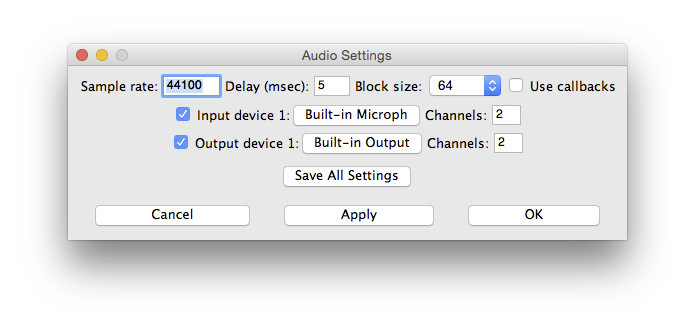 Audio Settings
Sample rate: 44100 Delay (msec): 5 Block size: 64 Use callbacks
Input device 1: Built-in Microph Channels: 2
Output device 1: Built-in Output Channels: 2
Save All Settings
Cancel Apply OK